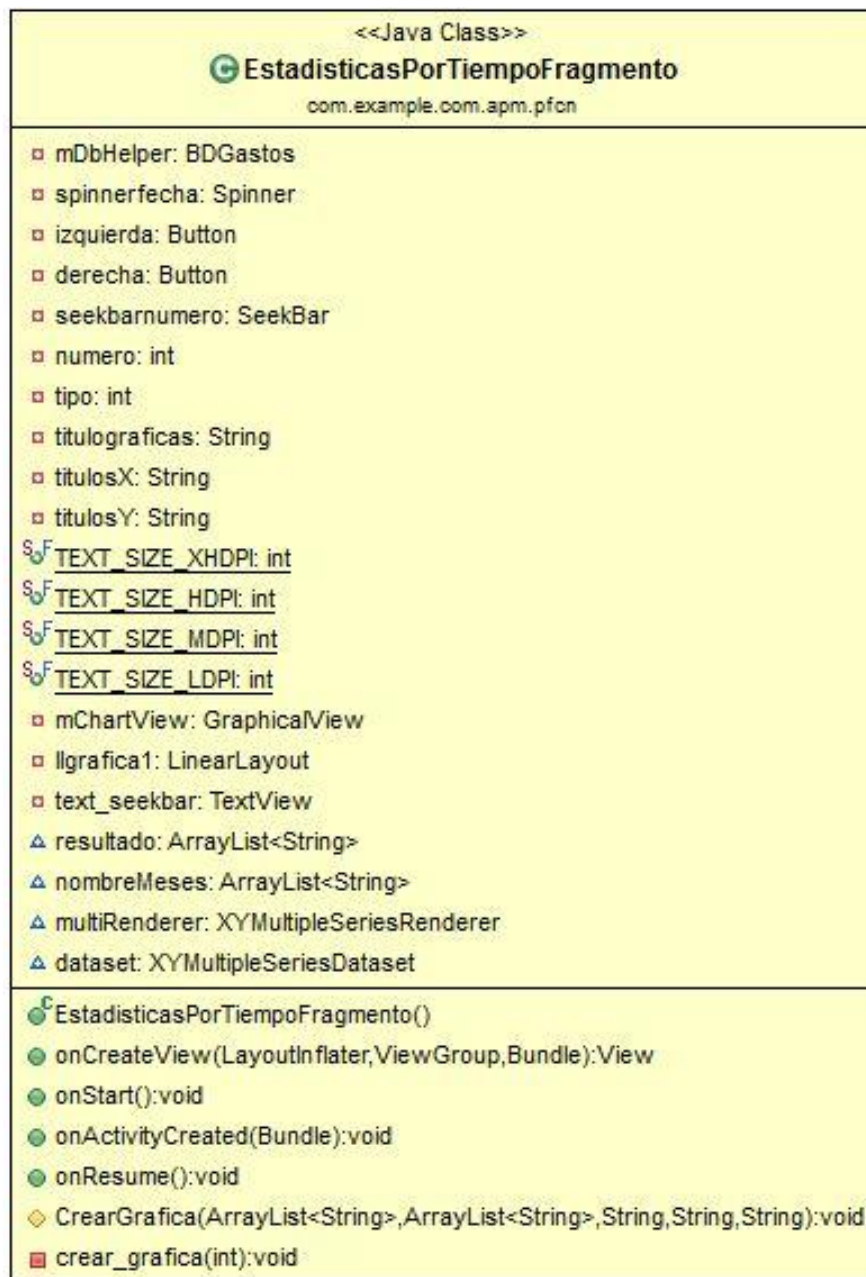 <<Java Class>>
C EstadisticasPorTiempoFragmento
com.example.com.apm.pfcn
mDbHelper: BDGastos
spinnerfecha: Spinner
izquierda: Button
derecha: Button
seekbarnumero: SeekBar
numero: int
tipo: int
titulograficas: String
titulosX: String
titulosY: String
S F TEXT_SIZE_XHDPI: int
S F TEXT_SIZE_HDPI: int
S F TEXT_SIZE_MDPI: int
S F TEXT_SIZE_LDPI: int
mChartView: GraphicalView
llgrafica1: LinearLayout
text_seekbar: TextView
resultado: ArrayList<String>
nombreMeses: ArrayList<String>
multiRenderer: XYMultipleSeriesRenderer
dataset: XYMultipleSeriesDataset
C EstadisticasPorTiempoFragmento()
onCreateView(LayoutInflater,ViewGroup,Bundle):View
onStart():void
onActivityCreated(Bundle):void
onResume():void
CrearGrafica(ArrayList<String>,ArrayList<String>,String,String,String):void
crear_grafica(int):void